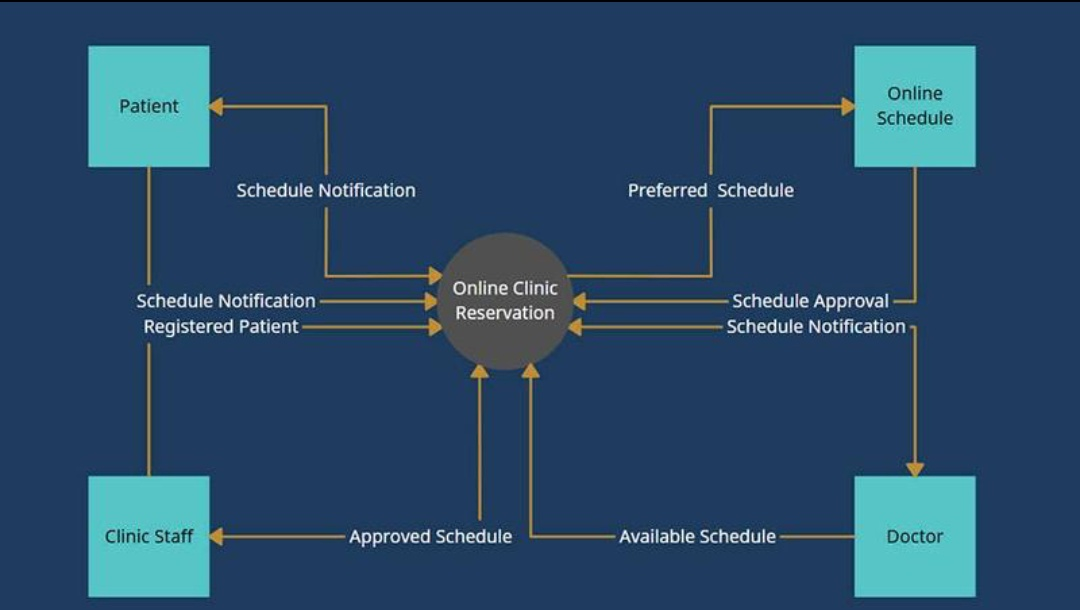 Patient
Online
Schedule
Schedule Notification
Preferred Schedule
Online Clinic
Reservation
Schedule Notification
Registered Patient
Schedule Approval
Schedule Notification
Clinic Staff
Approved Schedule
Available Schedule
Doctor